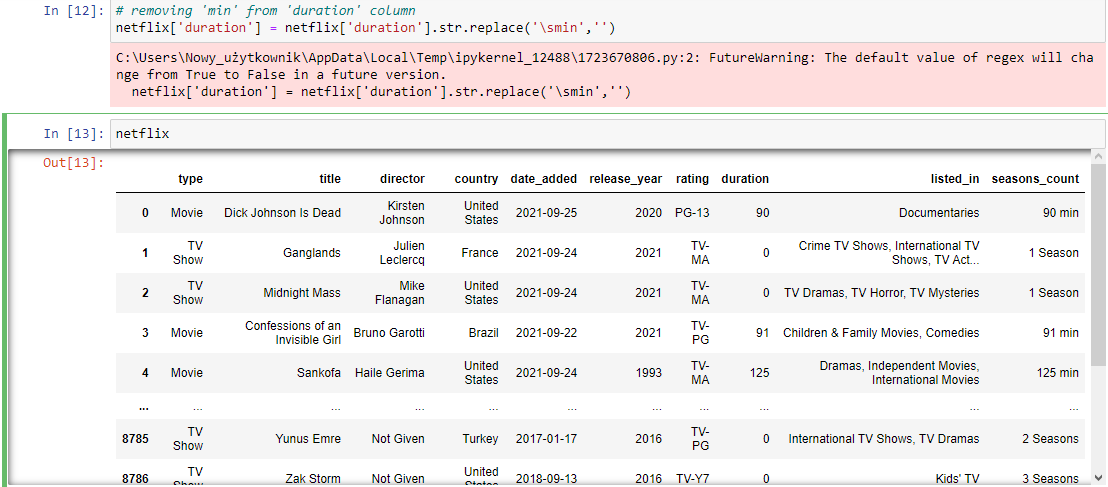 In [12]: # removing 'min' from 'duration' column
netflix['duration'] = netflix['duration'].str.replace('\smin','')
C:\Users\Nowy_użytkownik\AppData\Local\Temp\ipykernel_12488\1723670806.py:2: FutureWarning: The default value of regex will cha
nge from True to False in a future version.
netflix['duration'] = netflix['duration'].str.replace('\smin','')
In [13]: netflix
Out[13]:
type title director country date_added release_year rating duration listed_in seasons_count
0 Movie Dick Johnson Is Dead Kirsten Johnson United States 2021-09-25 2020 PG-13 90 Documentaries 90 min
1 TV Show Ganglands Julien Leclercq France 2021-09-24 2021 TV-MA 0 Crime TV Shows, International TV Shows, TV Act... 1 Season
2 TV Show Midnight Mass Mike Flanagan United States 2021-09-24 2021 TV-MA 0 TV Dramas, TV Horror, TV Mysteries 1 Season
3 Movie Confessions of an Invisible Girl Bruno Garotti Brazil 2021-09-22 2021 TV-PG 91 Children & Family Movies, Comedies 91 min
4 Movie Sankofa Haile Gerima United States 2021-09-24 1993 TV-MA 125 Dramas, Independent Movies, International Movies 125 min
... ... ... ... ... ... ... ... ... ... ...
8785 TV Show Yunus Emre Not Given Turkey 2017-01-17 2016 TV-PG 0 International TV Shows, TV Dramas 2 Seasons
8786 TV Show Zak Storm Not Given United States 2018-09-13 2016 TV-Y7 0 Kids' TV 3 Seasons